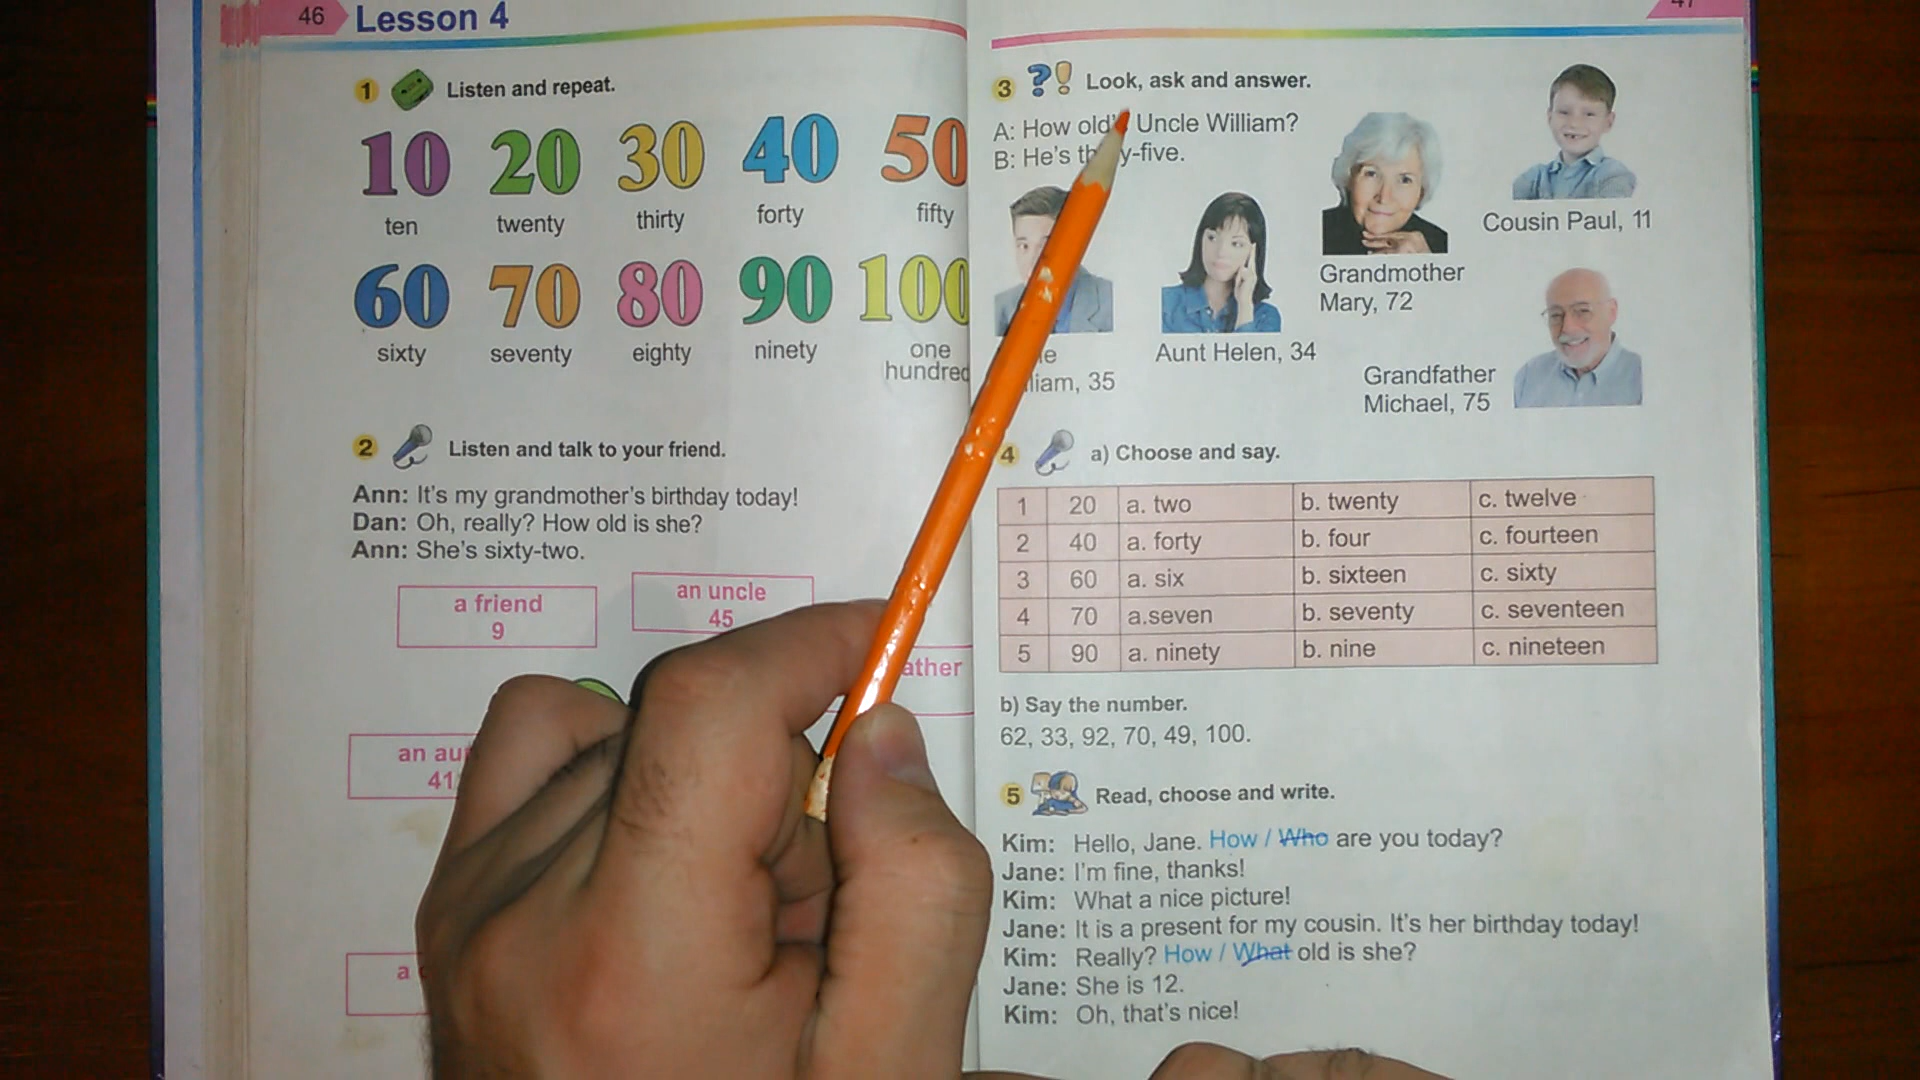 46 Lesson 4
1 Listen and repeat.
10 20 30 40 50
ten twenty thirty forty fifty
60 70 80 90 100
sixty seventy eighty ninety one
hundred
2 Listen and talk to your friend.
Ann: It's my grandmother's birthday today!
Dan: Oh, really? How old is she?
Ann: She's sixty-two.
a friend
9
an uncle
45
an
41
a
47
3 ?! Look, ask and answer.
A: How old's Uncle William?
B: He's -five.
Cousin Paul, 11
Grandmother
Mary, 72
35
Aunt Helen, 34
Grandfather
Michael, 75
4 a) Choose and say.
1 20 a. two b. twenty c. twelve
2 40 a. forty b. four c. fourteen
3 60 a. six b. sixteen c. sixty
4 70 a.seven b. seventy c. seventeen
5 90 a. ninety b. nine c. nineteen
b) Say the number.
62, 33, 92, 70, 49, 100.
5 Read, choose and write.
Kim: Hello, Jane. How / Who are you today?
Jane: I'm fine, thanks!
Kim: What a nice picture!
Jane: It is a present for my cousin. It's her birthday today!
Kim: Really? How / What old is she?
Jane: She is 12.
Kim: Oh, that's nice!